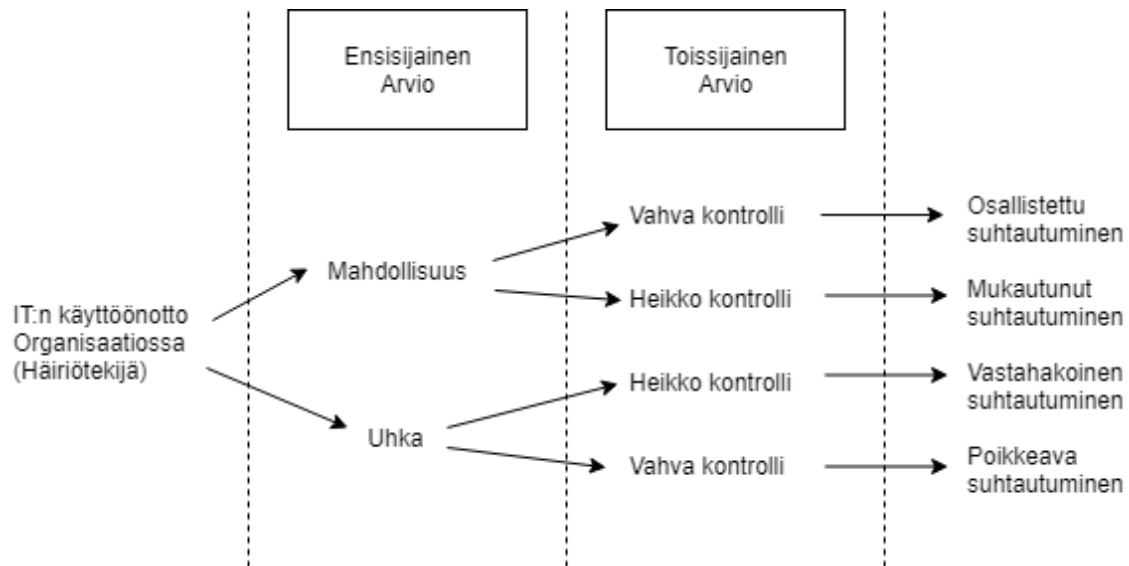 Ensisijainen
Arvio
Toissijainen
Arvio
IT:n käyttöönotto
Organisaatiossa
(Häiriötekijä)
Mahdollisuus
Uhka
Vahva kontrolli
Heikko kontrolli
Heikko kontrolli
Vahva kontrolli
Osallistettu
suhtautuminen
Mukautunut
suhtautuminen
Vastahakoinen
suhtautuminen
Poikkeava
suhtautuminen